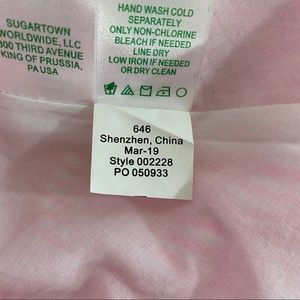 SUGARTOWN
WORLDWIDE, LLC
800 THIRD AVENUE
KING OF PRUSSIA,
PA USA
HAND WASH COLD
SEPARATELY
ONLY NON-CHLORINE
BLEACH IF NEEDED
LINE DRY
LOW IRON IF NEEDED
OR DRY CLEAN
646
Shenzhen, China
Mar-19
Style 002228
PO 050933